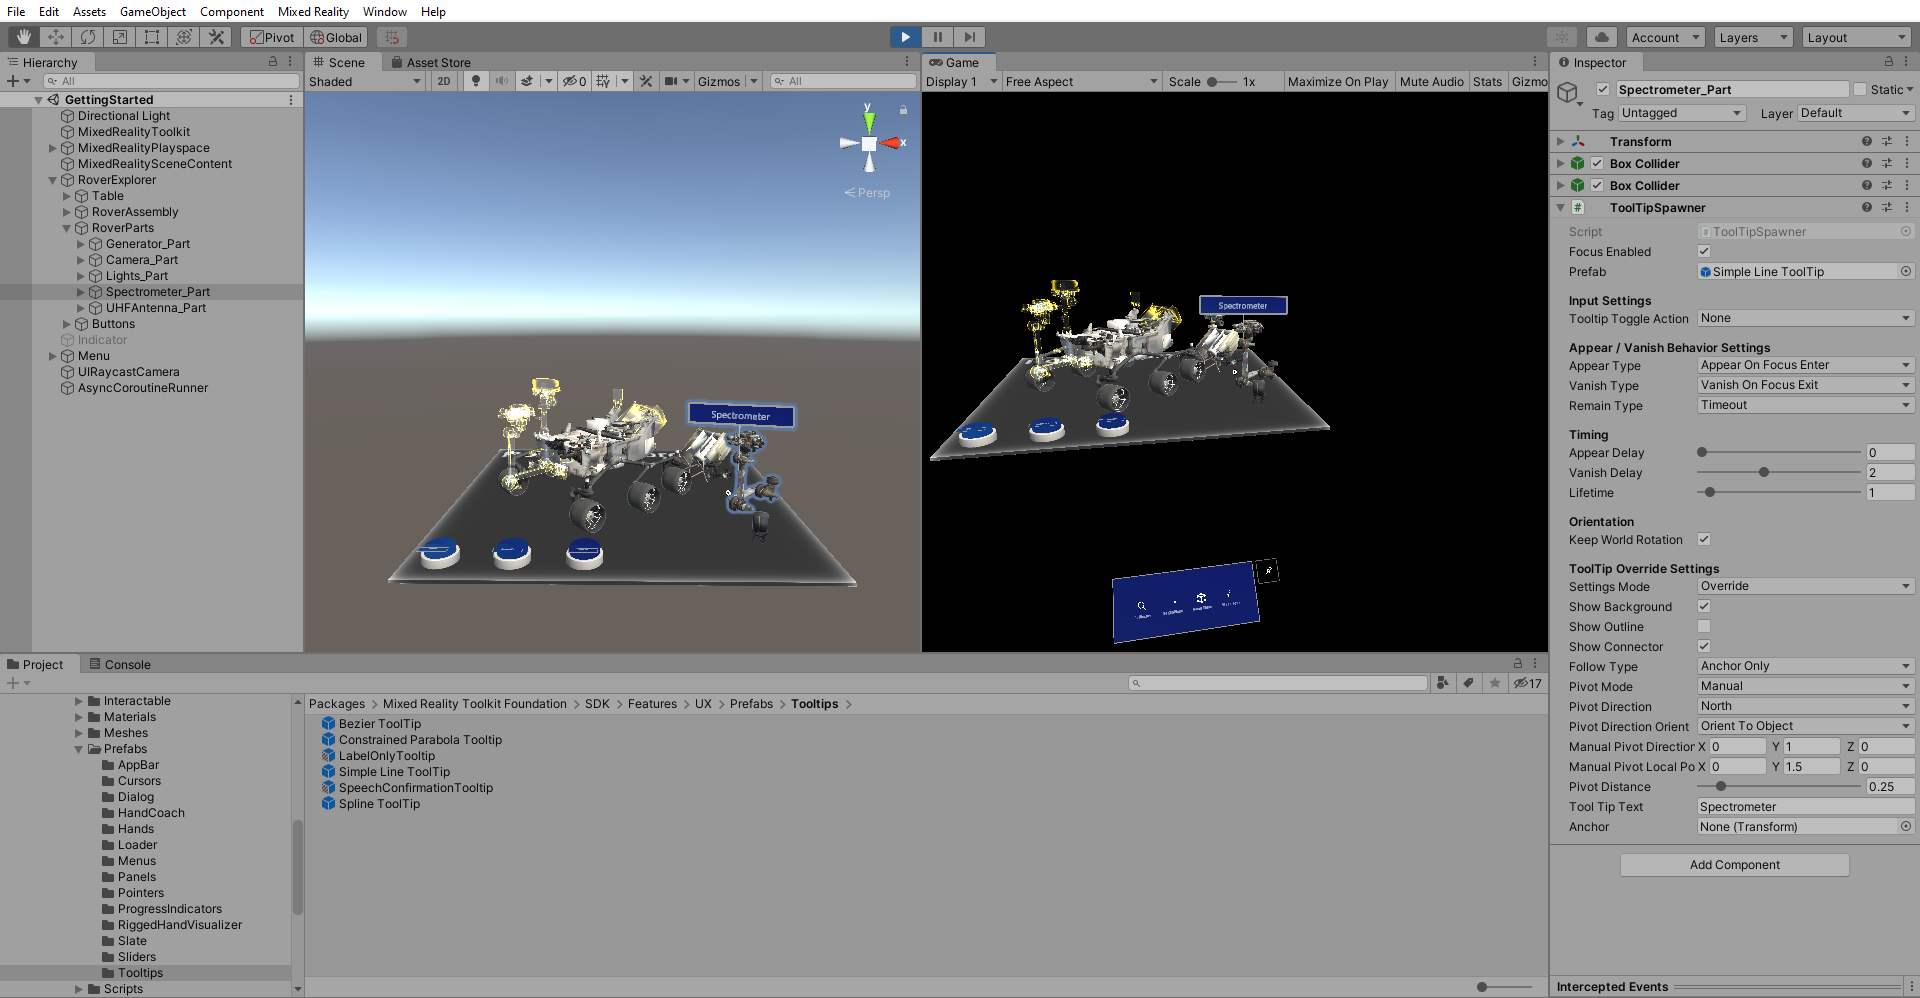 File Edit Assets GameObject Component Mixed Reality Window Help
Pivot Global Account Layers Layout
Hierarchy
All
GettingStarted
Directional Light
MixedRealityToolkit
MixedRealityPlayspace
MixedRealitySceneContent
RoverExplorer
Table
RoverAssembly
RoverParts
Generator_Part
Camera_Part
Lights_Part
Spectrometer_Part
UHFAntenna_Part
Buttons
Indicator
Menu
UIRaycastCamera
AsyncCoroutineRunner
Scene Asset Store
Shaded 2D 0 Gizmos All
y
x
Persp
Spectrometer
Game
Display 1 Free Aspect Scale 1x Maximize On Play Mute Audio Stats Gizmo
Spectrometer
Inspector
Spectrometer_Part Static
Tag Untagged Layer Default
Transform
Box Collider
Box Collider
ToolTipSpawner
Script ToolTipSpawner
Focus Enabled
Prefab Simple Line ToolTip
Input Settings
Tooltip Toggle Action None
Appear / Vanish Behavior Settings
Appear Type Appear On Focus Enter
Vanish Type Vanish On Focus Exit
Remain Type Timeout
Timing
Appear Delay 0
Vanish Delay 2
Lifetime 1
Orientation
Keep World Rotation
ToolTip Override Settings
Settings Mode Override
Show Background
Show Outline
Show Connector
Follow Type Anchor Only
Pivot Mode Manual
Pivot Direction North
Pivot Direction Orient Orient To Object
Manual Pivot Direction X 0 Y 1 Z 0
Manual Pivot Local Po X 0 Y 1.5 Z 0
Pivot Distance 0.25
Tool Tip Text Spectrometer
Anchor None (Transform)
Add Component
Intercepted Events
Project Console
17
Interactable
Materials
Meshes
Prefabs
AppBar
Cursors
Dialog
HandCoach
Hands
Loader
Menus
Panels
Pointers
ProgressIndicators
RiggedHandVisualizer
Slate
Sliders
Tooltips
Scripts
Packages > Mixed Reality Toolkit Foundation > SDK > Features > UX > Prefabs > Tooltips >
Bezier ToolTip
Constrained Parabola Tooltip
LabelOnlyTooltip
Simple Line ToolTip
SpeechConfirmationTooltip
Spline ToolTip